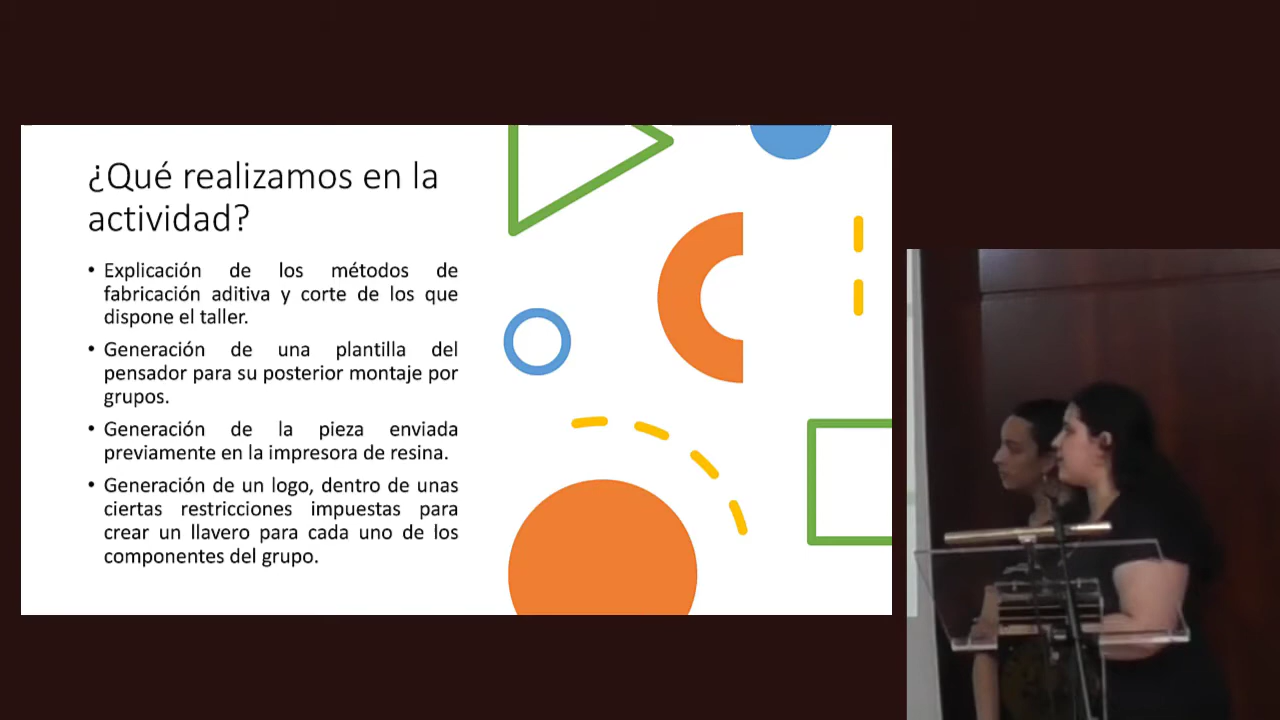 ¿Qué realizamos en la
actividad?
• Explicación de los métodos de
fabricación aditiva y corte de los que
dispone el taller.
• Generación de una plantilla del
pensador para su posterior montaje por
grupos.
• Generación de la pieza enviada
previamente en la impresora de resina.
• Generación de un logo, dentro de unas
ciertas restricciones impuestas para
crear un llavero para cada uno de los
componentes del grupo.